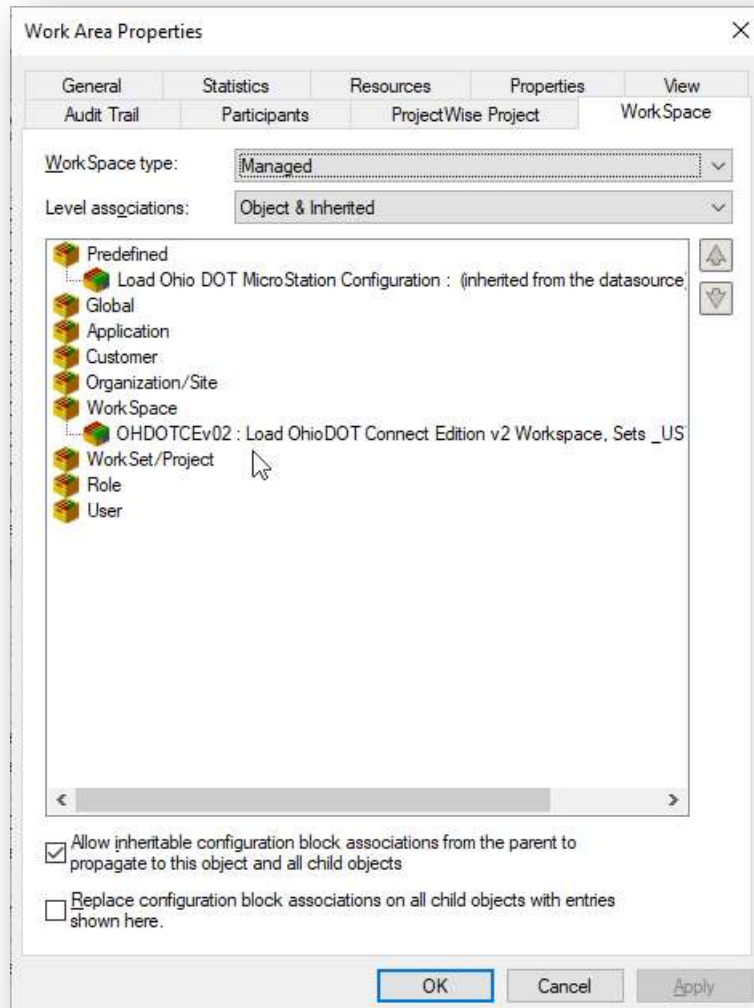 Work Area Properties
General Statistics Resources Properties View
Audit Trail Participants ProjectWise Project WorkSpace
WorkSpace type: Managed
Level associations: Object & Inherited
Predefined
Load Ohio DOT MicroStation Configuration : (inherited from the datasource)
Global
Application
Customer
Organization/Site
WorkSpace
OHDOTCEv02 : Load OhioDOT Connect Edition v2 Workspace, Sets _US
WorkSet/Project
Role
User
Allow inheritable configuration block associations from the parent to
propagate to this object and all child objects
Replace configuration block associations on all child objects with entries
shown here.
OK Cancel Apply